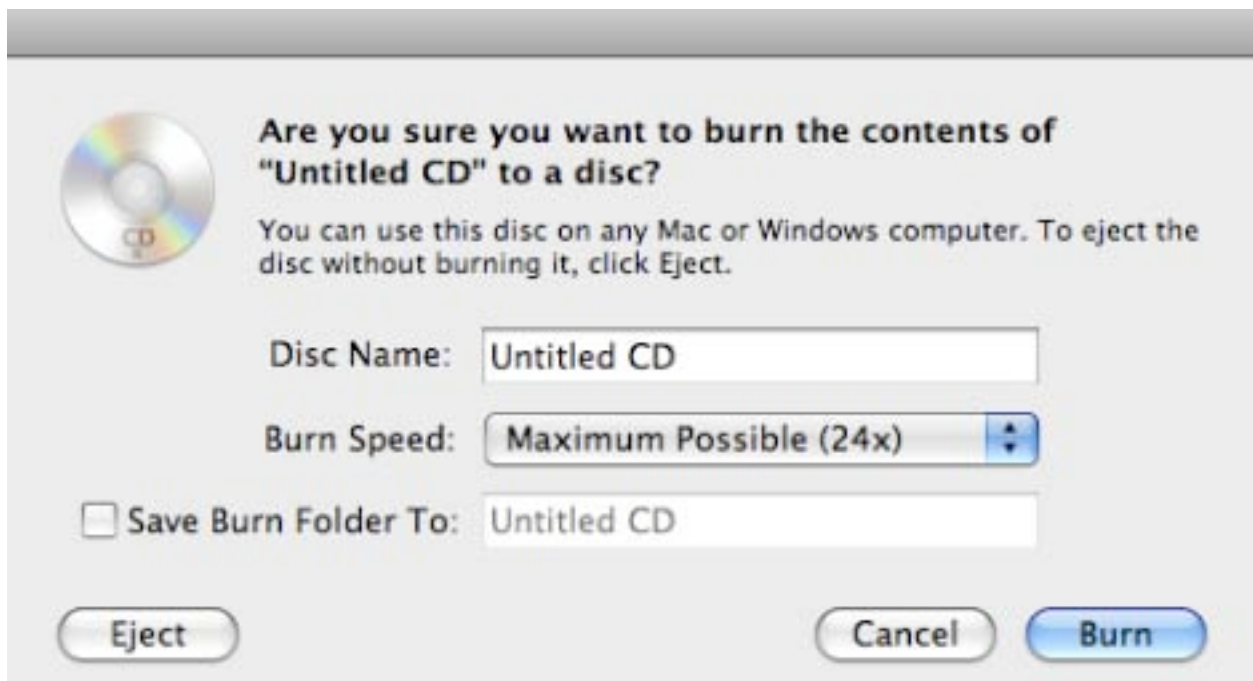 Are you sure you want to burn the contents of
“Untitled CD” to a disc?
You can use this disc on any Mac or Windows computer. To eject the
disc without burning it, click Eject.
CD
Disc Name: Untitled CD
Burn Speed: Maximum Possible (24x)
Save Burn Folder To: Untitled CD
Eject Cancel Burn